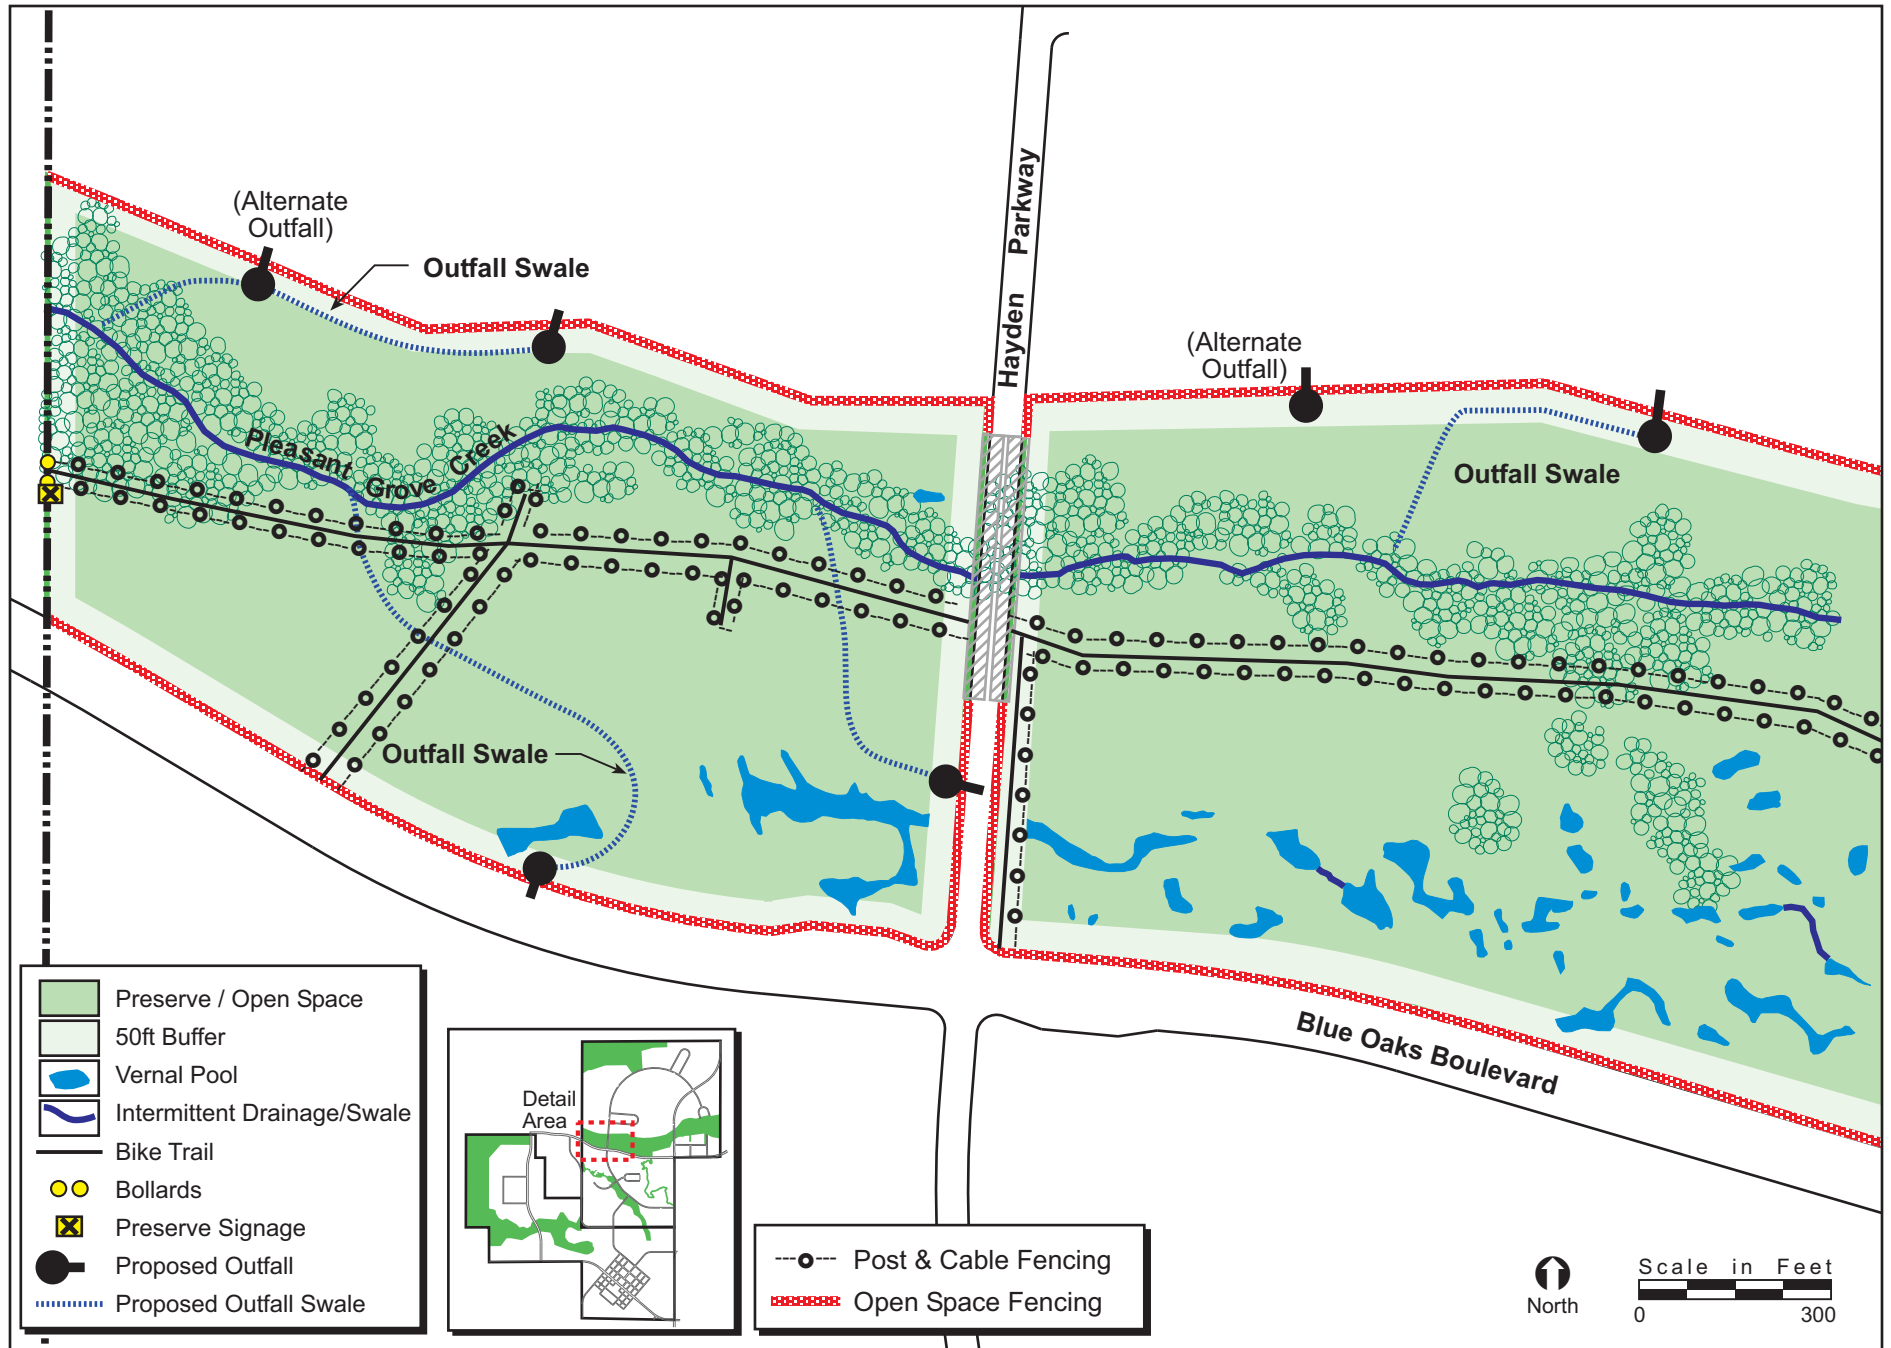 (Alternate
Outfall)
Outfall Swale
Hayden Parkway
(Alternate
Outfall)
Outfall Swale
Pleasant Grove Creek
Outfall Swale
Blue Oaks Boulevard
Preserve / Open Space
50ft Buffer
Vernal Pool
Intermittent Drainage/Swale
Bike Trail
Bollards
Preserve Signage
Proposed Outfall
Proposed Outfall Swale
Detail
Area
Post & Cable Fencing
Open Space Fencing
North
Scale in Feet
0 300